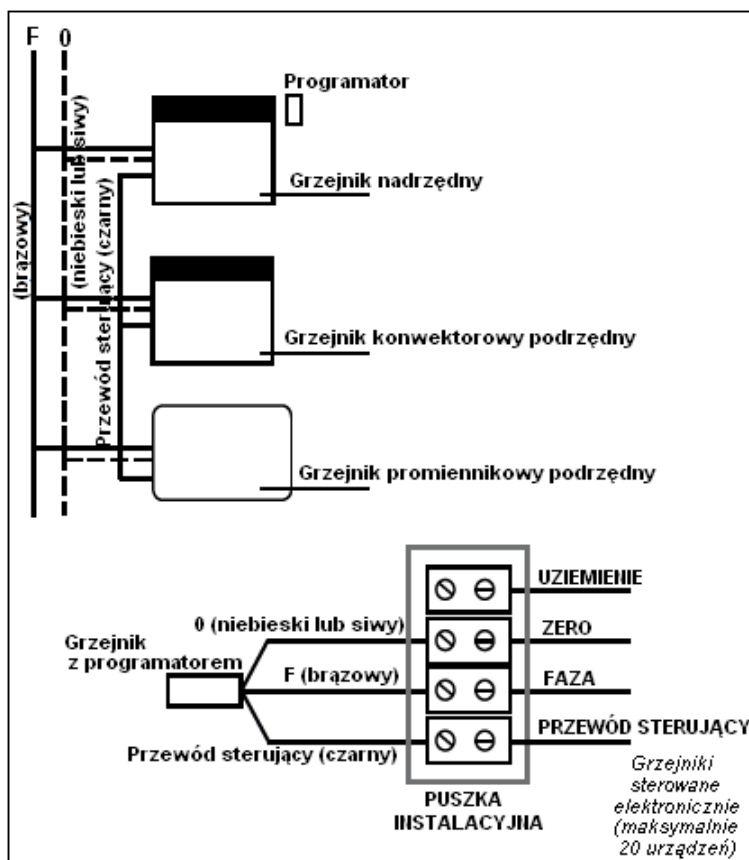 F 0
Programator
(niebieski lub siwy)
Grzejnik nadrzędny
(brązowy)
Przewód sterujący (czarny)
Grzejnik konwektorowy podrzędny
Grzejnik promiennikowy podrzędny
UZIEMIENIE
0 (niebieski lub siwy)
ZERO
Grzejnik
z programatorem
F (brązowy)
FAZA
PRZEWÓD STERUJĄCY
Przewód sterujący (czarny)
PUSZKA
INSTALACYJNA
Grzejniki
sterowane
elektronicznie
(maksymalnie
20 urządzeń)